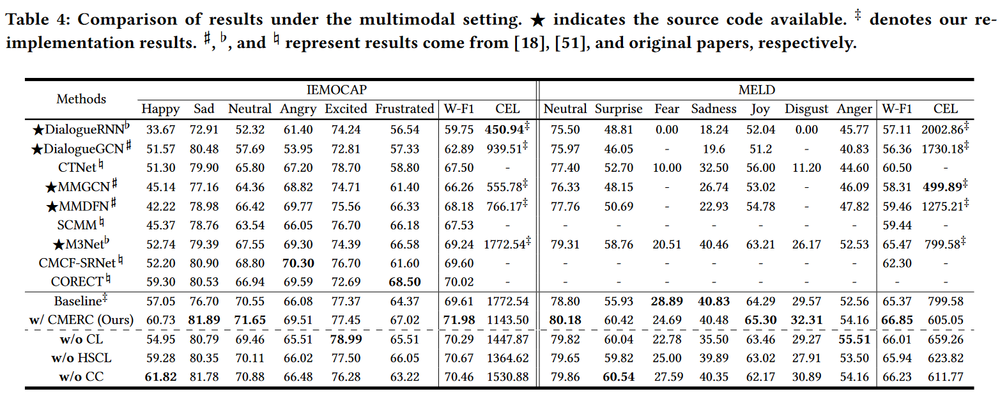 Table 4: Comparison of results under the multimodal setting. ★ indicates the source code available. ‡ denotes our re-
implementation results. ♯, ♭, and ♮ represent results come from [18], [51], and original papers, respectively.
Methods IEMOCAP MELD
Happy Sad Neutral Angry Excited Frustrated W-F1 CEL Neutral Surprise Fear Sadness Joy Disgust Anger W-F1 CEL
★DialogueRNN♭ 33.67 72.91 52.32 61.40 74.24 56.54 59.75 450.94‡ 75.50 48.81 0.00 18.24 52.04 0.00 45.77 57.11 2002.86‡
★DialogueGCN♯ 51.57 80.48 57.69 53.95 72.81 57.33 62.89 939.51‡ 75.97 46.05 - 19.6 51.2 - 40.83 56.36 1730.18‡
CTNet♮ 51.30 79.90 65.80 67.20 78.70 58.80 67.50 - 77.40 52.70 10.00 32.50 56.00 11.20 44.60 60.50 -
★MMGCN♯ 45.14 77.16 64.36 68.82 74.71 61.40 66.26 555.78‡ 76.33 48.15 - 26.74 53.02 - 46.09 58.31 499.89‡
★MMDFN♯ 42.22 78.98 66.42 69.77 75.56 66.33 68.18 766.17‡ 77.76 50.69 - 22.93 54.78 - 47.82 59.46 1275.21‡
SCMM♮ 45.37 78.76 63.54 66.05 76.70 66.18 67.53 - - - - - - - - 59.44 -
★M3Net♭ 52.74 79.39 67.55 69.30 74.39 66.58 69.24 1772.54‡ 79.31 58.76 20.51 40.46 63.21 26.17 52.53 65.47 799.58‡
CMCF-SRNet♮ 52.20 80.90 68.80 70.30 76.70 61.60 69.60 - - - - - - - - 62.30 -
CORECT♮ 59.30 80.53 66.94 69.59 72.69 68.50 70.02 - - - - - - - - - -
Baseline‡ 57.05 76.70 70.55 66.08 77.37 64.37 69.61 1772.54 78.80 55.93 28.89 40.83 64.29 29.57 52.56 65.37 799.58
w/ CMERC (Ours) 60.73 81.89 71.65 69.51 77.45 67.02 71.98 1143.50 80.18 60.42 24.69 40.48 65.30 32.31 54.16 66.85 605.05
w/o CL 54.95 80.79 69.46 65.51 78.99 65.51 70.29 1447.87 79.82 60.04 22.78 35.50 63.46 29.27 55.51 66.01 659.26
w/o HSCL 59.28 80.35 70.11 66.02 77.50 66.05 70.67 1364.62 79.65 59.82 25.00 39.89 63.02 27.91 53.50 65.94 623.82
w/o CC 61.82 81.78 70.88 66.48 76.28 63.22 70.46 1530.88 79.86 60.54 27.59 40.35 62.17 30.89 54.16 66.23 611.77